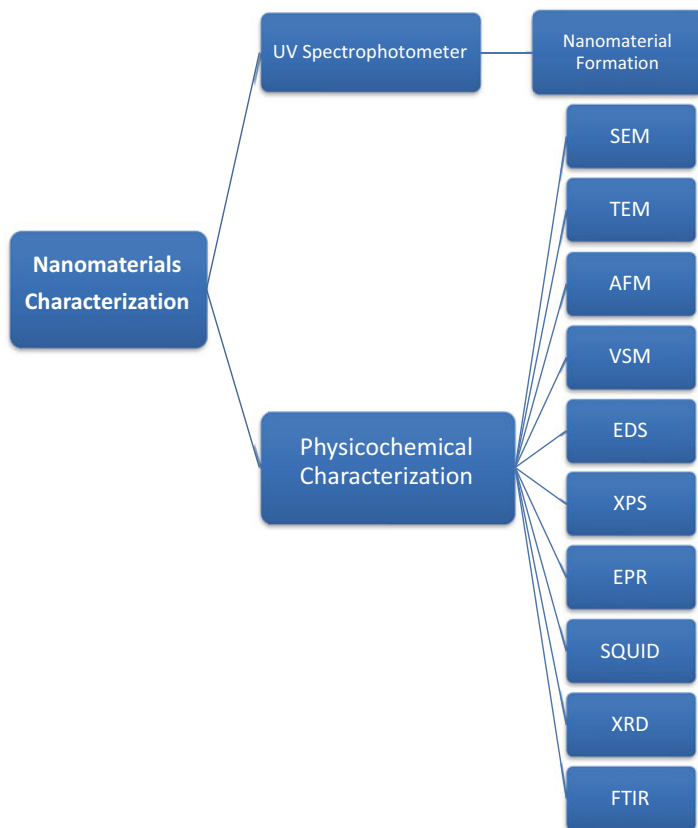 UV Spectrophotometer
Nanomaterial
Formation
SEM
TEM
AFM
Nanomaterials
Characterization
VSM
EDS
Physicochemical
Characterization
XPS
EPR
SQUID
XRD
FTIR